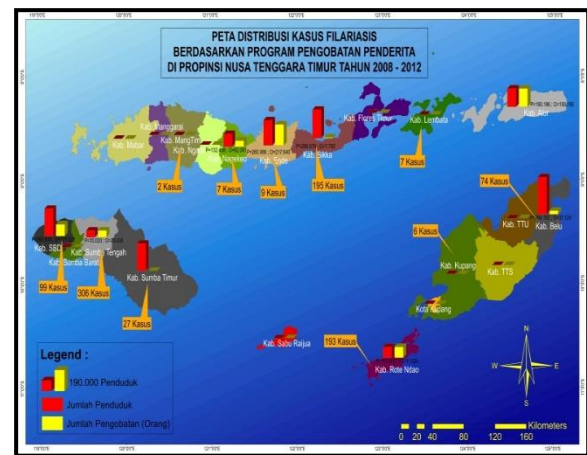 PETA DISTRIBUSI KASUS FILARIASIS
BERDASARKAN PROGRAM PENGOBATAN PENDERITA
DI PROPINSI NUSA TENGGARA TIMUR TAHUN 2008 - 2012
Kab. Alor
Kab. Flores Timur
Kab. Lembata
Kab. Manggarai
Kab. Mabar
Kab. MangTim
Kab. Nagekeo
Kab. Ende
Kab. Sikka
2 Kasus
7 Kasus
9 Kasus
195 Kasus
7 Kasus
74 Kasus
Kab. TTU
Kab. Belu
6 Kasus
Kab. Kupang
Kab. TTS
Kota Kupang
Kab. SBD
Kab. Sumba Barat
Tengah
Kab. Sumba Timur
99 Kasus
306 Kasus
27 Kasus
193 Kasus
Kab. Sabu Raijua
Kab. Rote Ndao
Legend :
190.000 Penduduk
Jumlah Penduduk
Jumlah Pengobatan (Orang)
N
W E
S
Kilometers
0 20 40 80 120 160